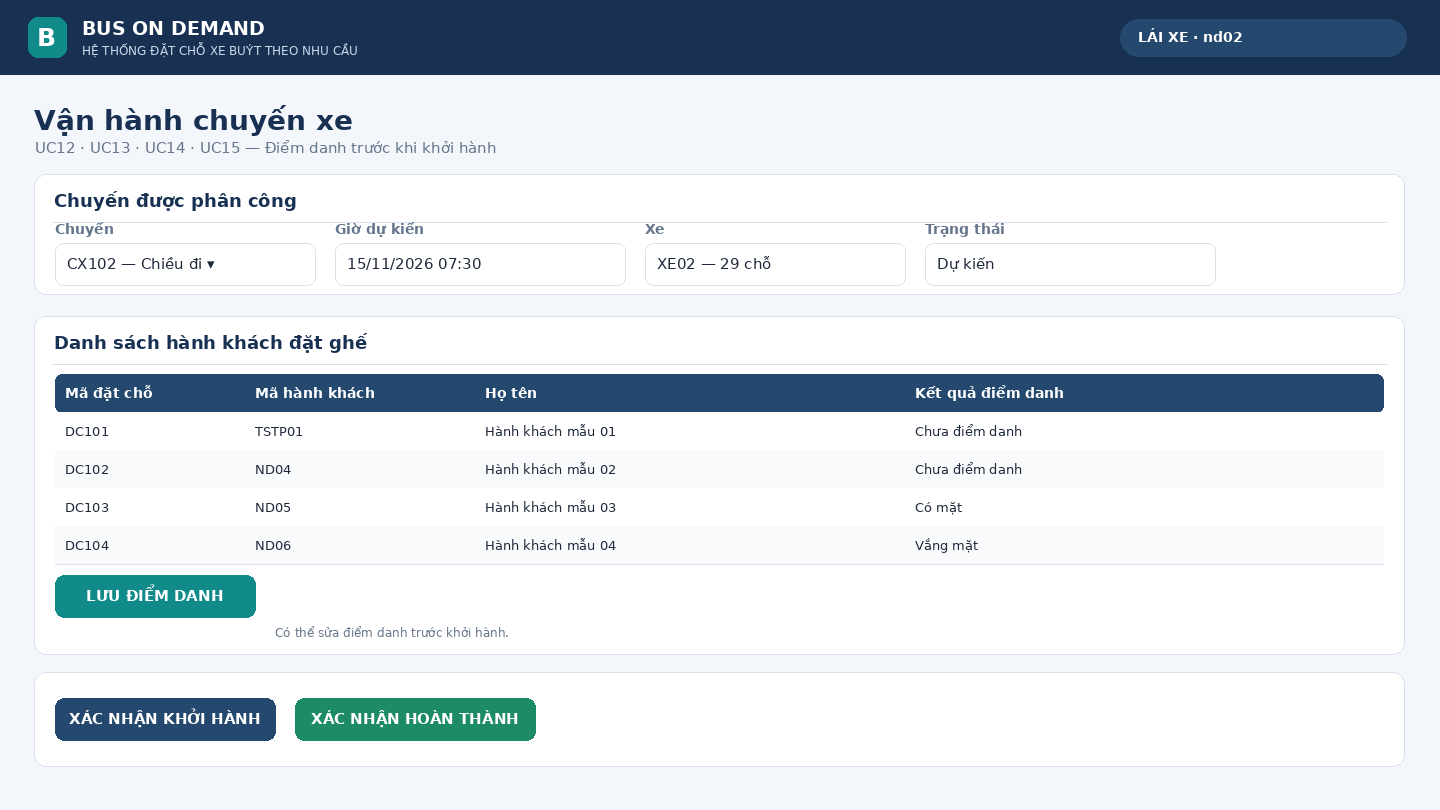 B
BUS ON DEMAND
HỆ THỐNG ĐẶT CHỖ XE BUÝT THEO NHU CẦU
LÁI XE · nd02
Vận hành chuyến xe
UC12 · UC13 · UC14 · UC15 — Điểm danh trước khi khởi hành
Chuyến được phân công
Chuyến Giờ dự kiến Xe Trạng thái
CX102 — Chiều đi ▾ 15/11/2026 07:30 XE02 — 29 chỗ Dự kiến
Danh sách hành khách đặt ghế
Mã đặt chỗ Mã hành khách Họ tên Kết quả điểm danh
DC101 TSTP01 Hành khách mẫu 01 Chưa điểm danh
DC102 ND04 Hành khách mẫu 02 Chưa điểm danh
DC103 ND05 Hành khách mẫu 03 Có mặt
DC104 ND06 Hành khách mẫu 04 Vắng mặt
LƯU ĐIỂM DANH
Có thể sửa điểm danh trước khởi hành.
XÁC NHẬN KHỞI HÀNH XÁC NHẬN HOÀN THÀNH